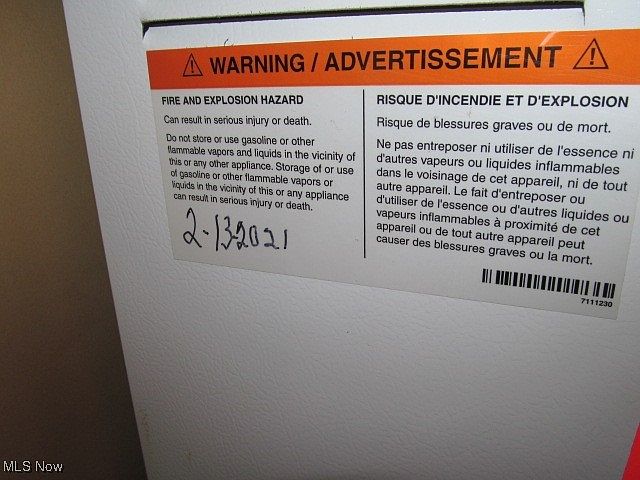 WARNING / ADVERTISSEMENT
FIRE AND EXPLOSION HAZARD
Can result in serious injury or death.
Do not store or use gasoline or other
flammable vapors and liquids in the vicinity of
this or any other appliance. Storage of or use
of gasoline or other flammable vapors or
liquids in the vicinity of this or any appliance
can result in serious injury or death.
2-13-2021
RISQUE D'INCENDIE ET D'EXPLOSION
Risque de blessures graves ou de mort.
Ne pas entreposer ni utiliser de l'essence ni
d'autres vapeurs ou liquides inflammables
dans le voisinage de cet appareil, ni de tout
autre appareil. Le fait d'entreposer ou
d'utiliser de l'essence ou d'autres liquides ou
vapeurs inflammables à proximité de cet
appareil ou de tout autre appareil peut
causer des blessures graves ou la mort.
7111230
MLS Now